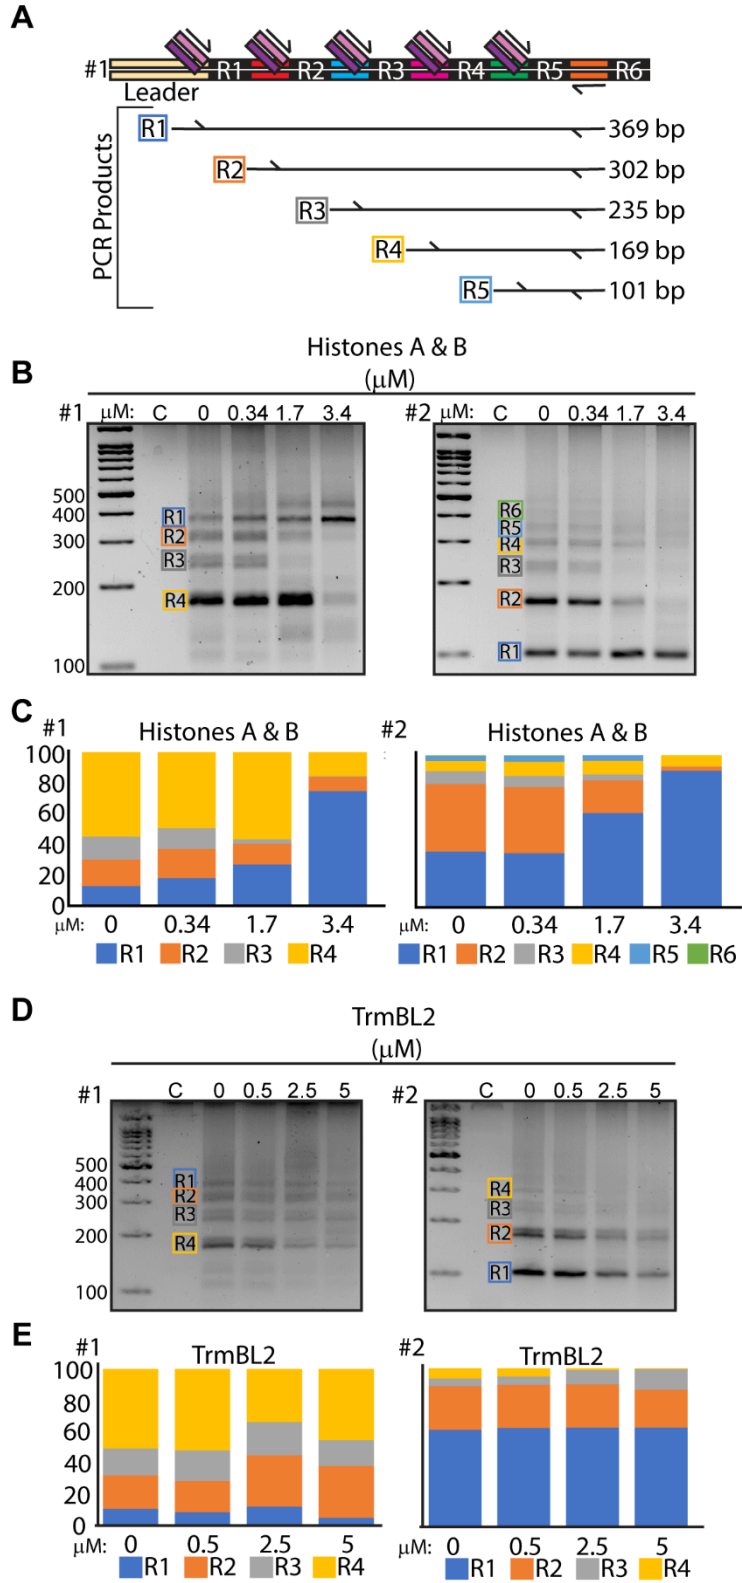 A
#1 R1 R2 R3 R4 R5 R6
Leader
PCR Products
R1 369 bp
R2 302 bp
R3 235 bp
R4 169 bp
R5 101 bp
Histones A & B
(µM)
B
#1 µM: C 0 0.34 1.7 3.4
500
400
300
200
100
R1
R2
R3
R4
#2 µM: C 0 0.34 1.7 3.4
R6
R5
R4
R3
R2
R1
C
#1 Histones A & B
100
80
60
40
20
0
µM: 0 0.34 1.7 3.4
R1 R2 R3 R4
#2 Histones A & B
µM: 0 0.34 1.7 3.4
R1 R2 R3 R4 R5 R6
D
TrmBL2
(µM)
#1 C 0 0.5 2.5 5
500
400
300
200
100
R1
R2
R3
R4
#2 C 0 0.5 2.5 5
R4
R3
R2
R1
E
#1 TrmBL2
100
80
60
40
20
0
µM: 0 0.5 2.5 5
R1 R2 R3 R4
#2 TrmBL2
µM: 0 0.5 2.5 5
R1 R2 R3 R4